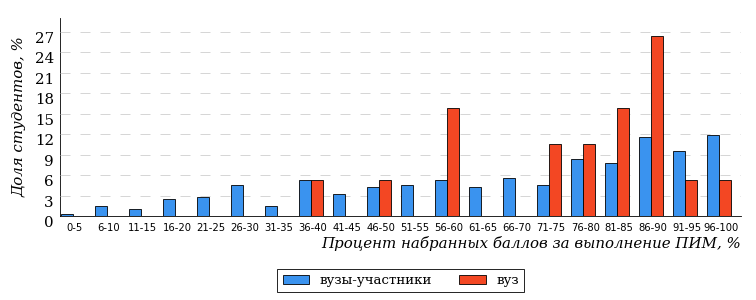 Доля студентов, %
27
24
21
18
15
12
9
6
3
0
0-5 6-10 11-15 16-20 21-25 26-30 31-35 36-40 41-45 46-50 51-55 56-60 61-65 66-70 71-75 76-80 81-85 86-90 91-95 96-100
Процент набранных баллов за выполнение ПИМ, %
вузы-участники вуз